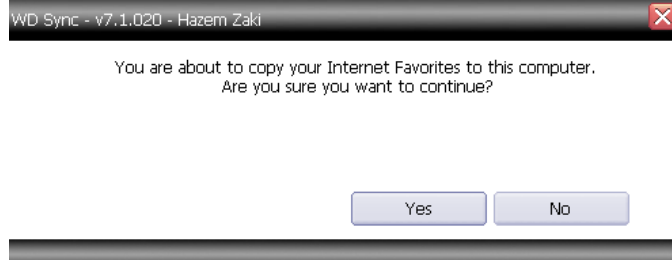 WD Sync - v7.1.020 - Hazem Zaki
You are about to copy your Internet Favorites to this computer.
Are you sure you want to continue?
Yes
No